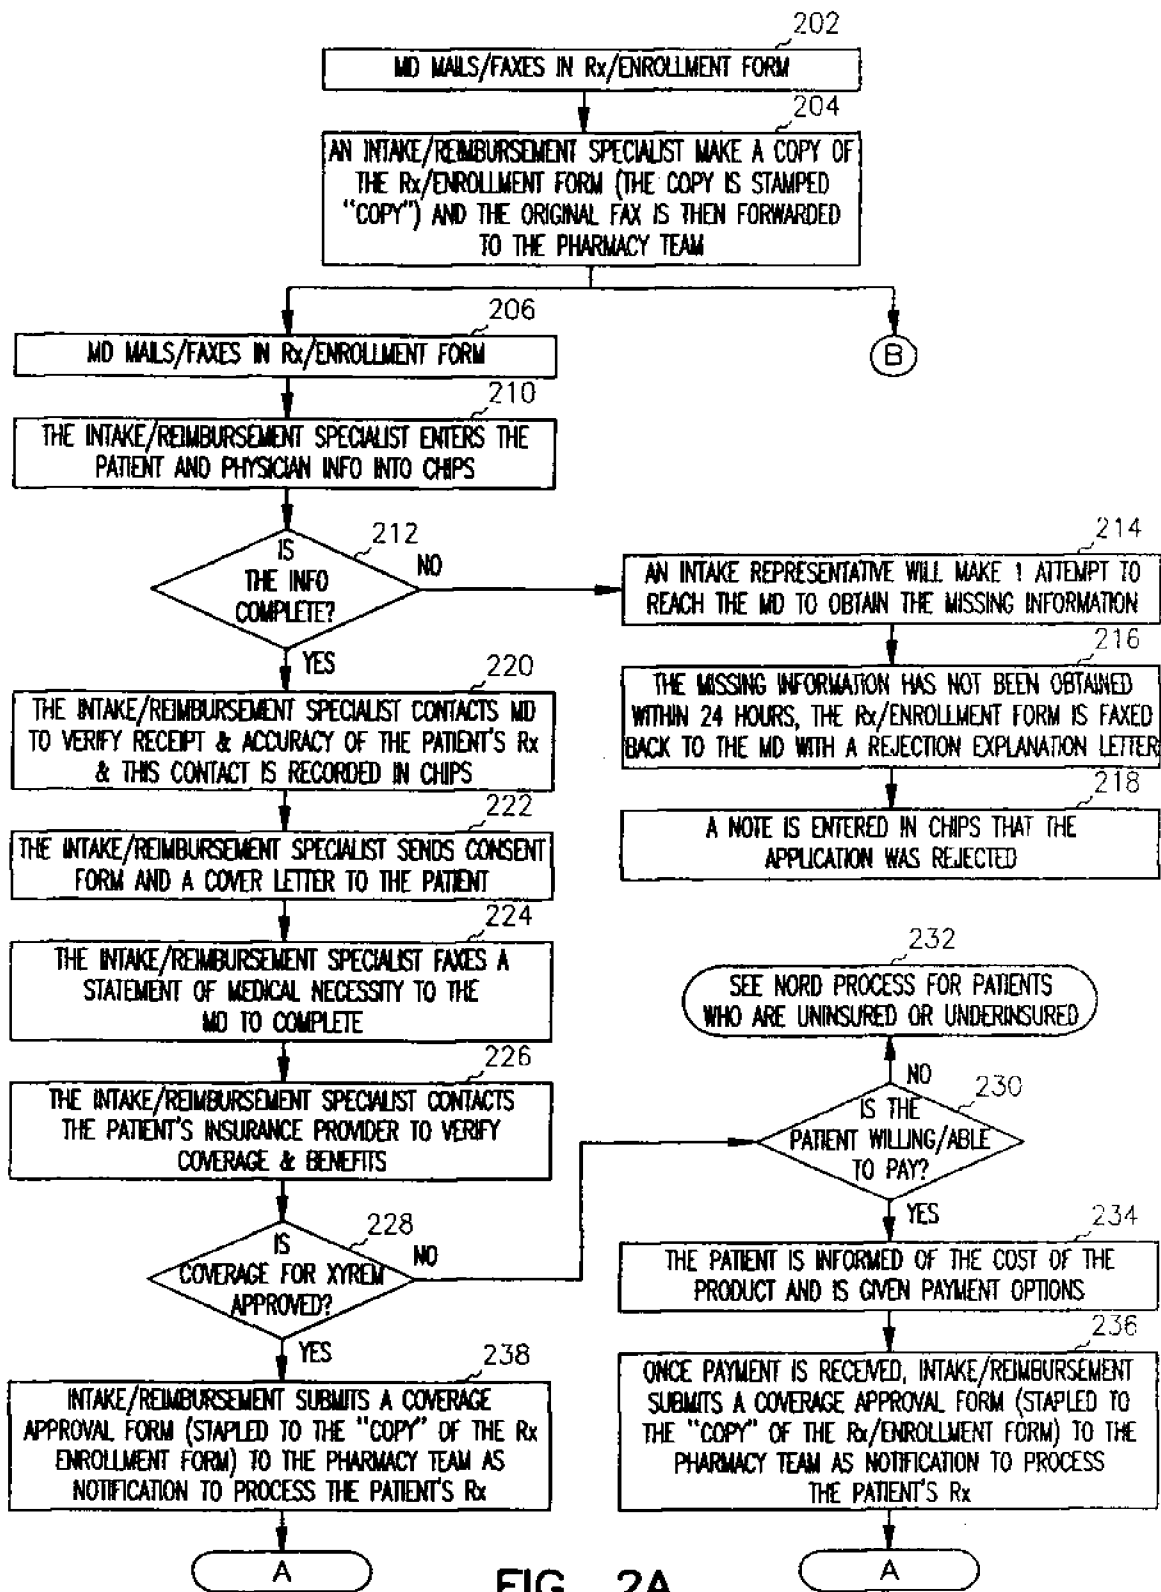 202
MD MAILS/FAXES IN Rx/ENROLLMENT FORM
204
AN INTAKE/REIMBURSEMENT SPECIALIST MAKE A COPY OF
THE Rx/ENROLLMENT FORM (THE COPY IS STAMPED
"COPY") AND THE ORIGINAL FAX IS THEN FORWARDED
TO THE PHARMACY TEAM
206
MD MAILS/FAXES IN Rx/ENROLLMENT FORM
B
210
THE INTAKE/REIMBURSEMENT SPECIALIST ENTERS THE
PATIENT AND PHYSICIAN INFO INTO CHIPS
212
IS
THE INFO
COMPLETE?
NO
YES
214
AN INTAKE REPRESENTATIVE WILL MAKE 1 ATTEMPT TO
REACH THE MD TO OBTAIN THE MISSING INFORMATION
216
THE MISSING INFORMATION HAS NOT BEEN OBTAINED
WITHIN 24 HOURS, THE Rx/ENROLLMENT FORM IS FAXED
BACK TO THE MD WITH A REJECTION EXPLANATION LETTER
218
A NOTE IS ENTERED IN CHIPS THAT THE
APPLICATION WAS REJECTED
220
THE INTAKE/REIMBURSEMENT SPECIALIST CONTACTS MD
TO VERIFY RECEIPT & ACCURACY OF THE PATIENT'S Rx
& THIS CONTACT IS RECORDED IN CHIPS
222
THE INTAKE/REIMBURSEMENT SPECIALIST SENDS CONSENT
FORM AND A COVER LETTER TO THE PATIENT
224
THE INTAKE/REIMBURSEMENT SPECIALIST FAXES A
STATEMENT OF MEDICAL NECESSITY TO THE
MD TO COMPLETE
226
THE INTAKE/REIMBURSEMENT SPECIALIST CONTACTS
THE PATIENT'S INSURANCE PROVIDER TO VERIFY
COVERAGE & BENEFITS
228
IS
COVERAGE FOR XYREM
APPROVED?
NO
YES
232
SEE NORD PROCESS FOR PATIENTS
WHO ARE UNINSURED OR UNDERINSURED
NO
230
IS THE
PATIENT WILLING/ABLE
TO PAY?
YES
234
THE PATIENT IS INFORMED OF THE COST OF THE
PRODUCT AND IS GIVEN PAYMENT OPTIONS
236
ONCE PAYMENT IS RECEIVED, INTAKE/REIMBURSEMENT
SUBMITS A COVERAGE APPROVAL FORM (STAPLED TO
THE "COPY" OF THE Rx/ENROLLMENT FORM) TO THE
PHARMACY TEAM AS NOTIFICATION TO PROCESS
THE PATIENT'S Rx
A
238
INTAKE/REIMBURSEMENT SUBMITS A COVERAGE
APPROVAL FORM (STAPLED TO THE "COPY" OF THE Rx
ENROLLMENT FORM) TO THE PHARMACY TEAM AS
NOTIFICATION TO PROCESS THE PATIENT'S Rx
A
FIG. 2A